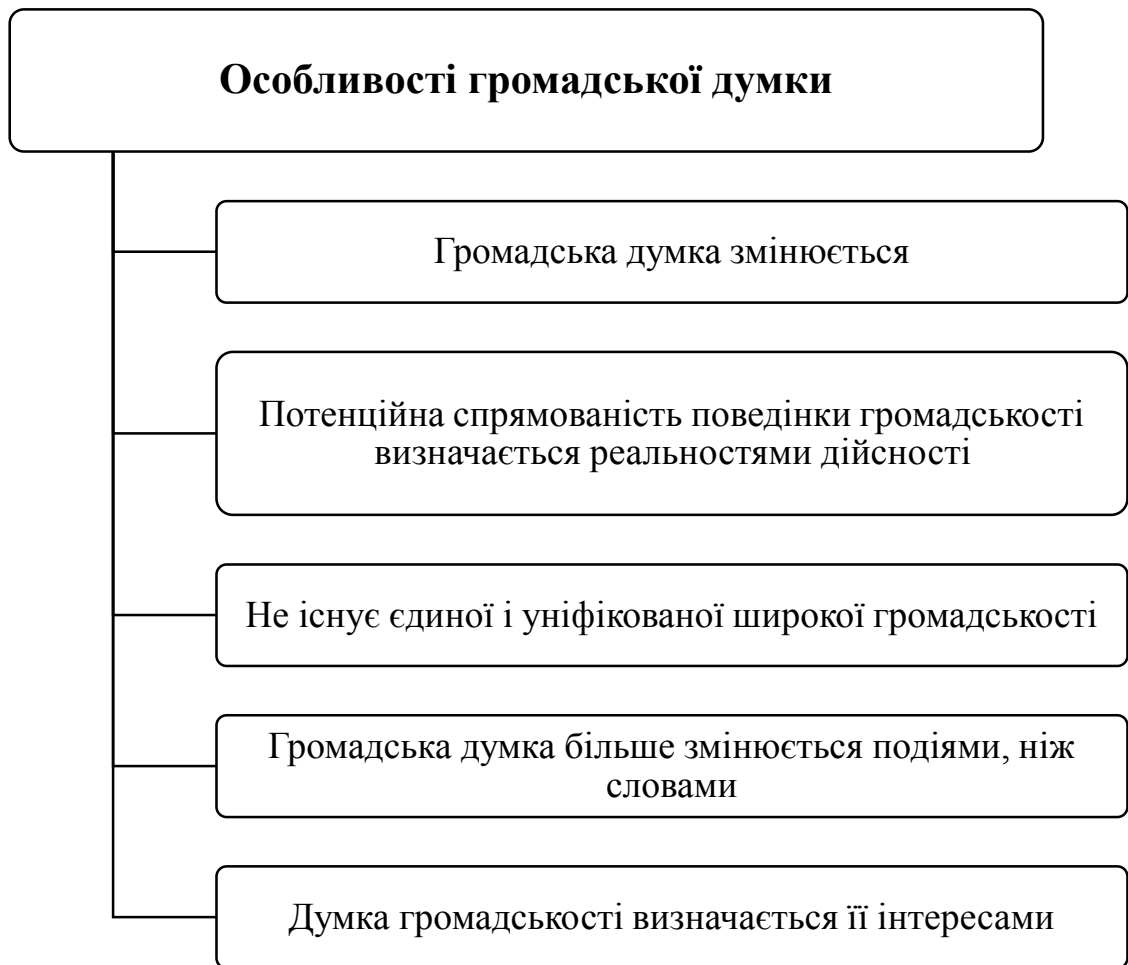 Особливості громадської думки
Громадська думка змінюється
Потенційна спрямованість поведінки громадськості
визначається реальностями дійсності
Не існує єдиної і уніфікованої широкої громадськості
Громадська думка більше змінюється подіями, ніж
словами
Думка громадськості визначається її інтересами